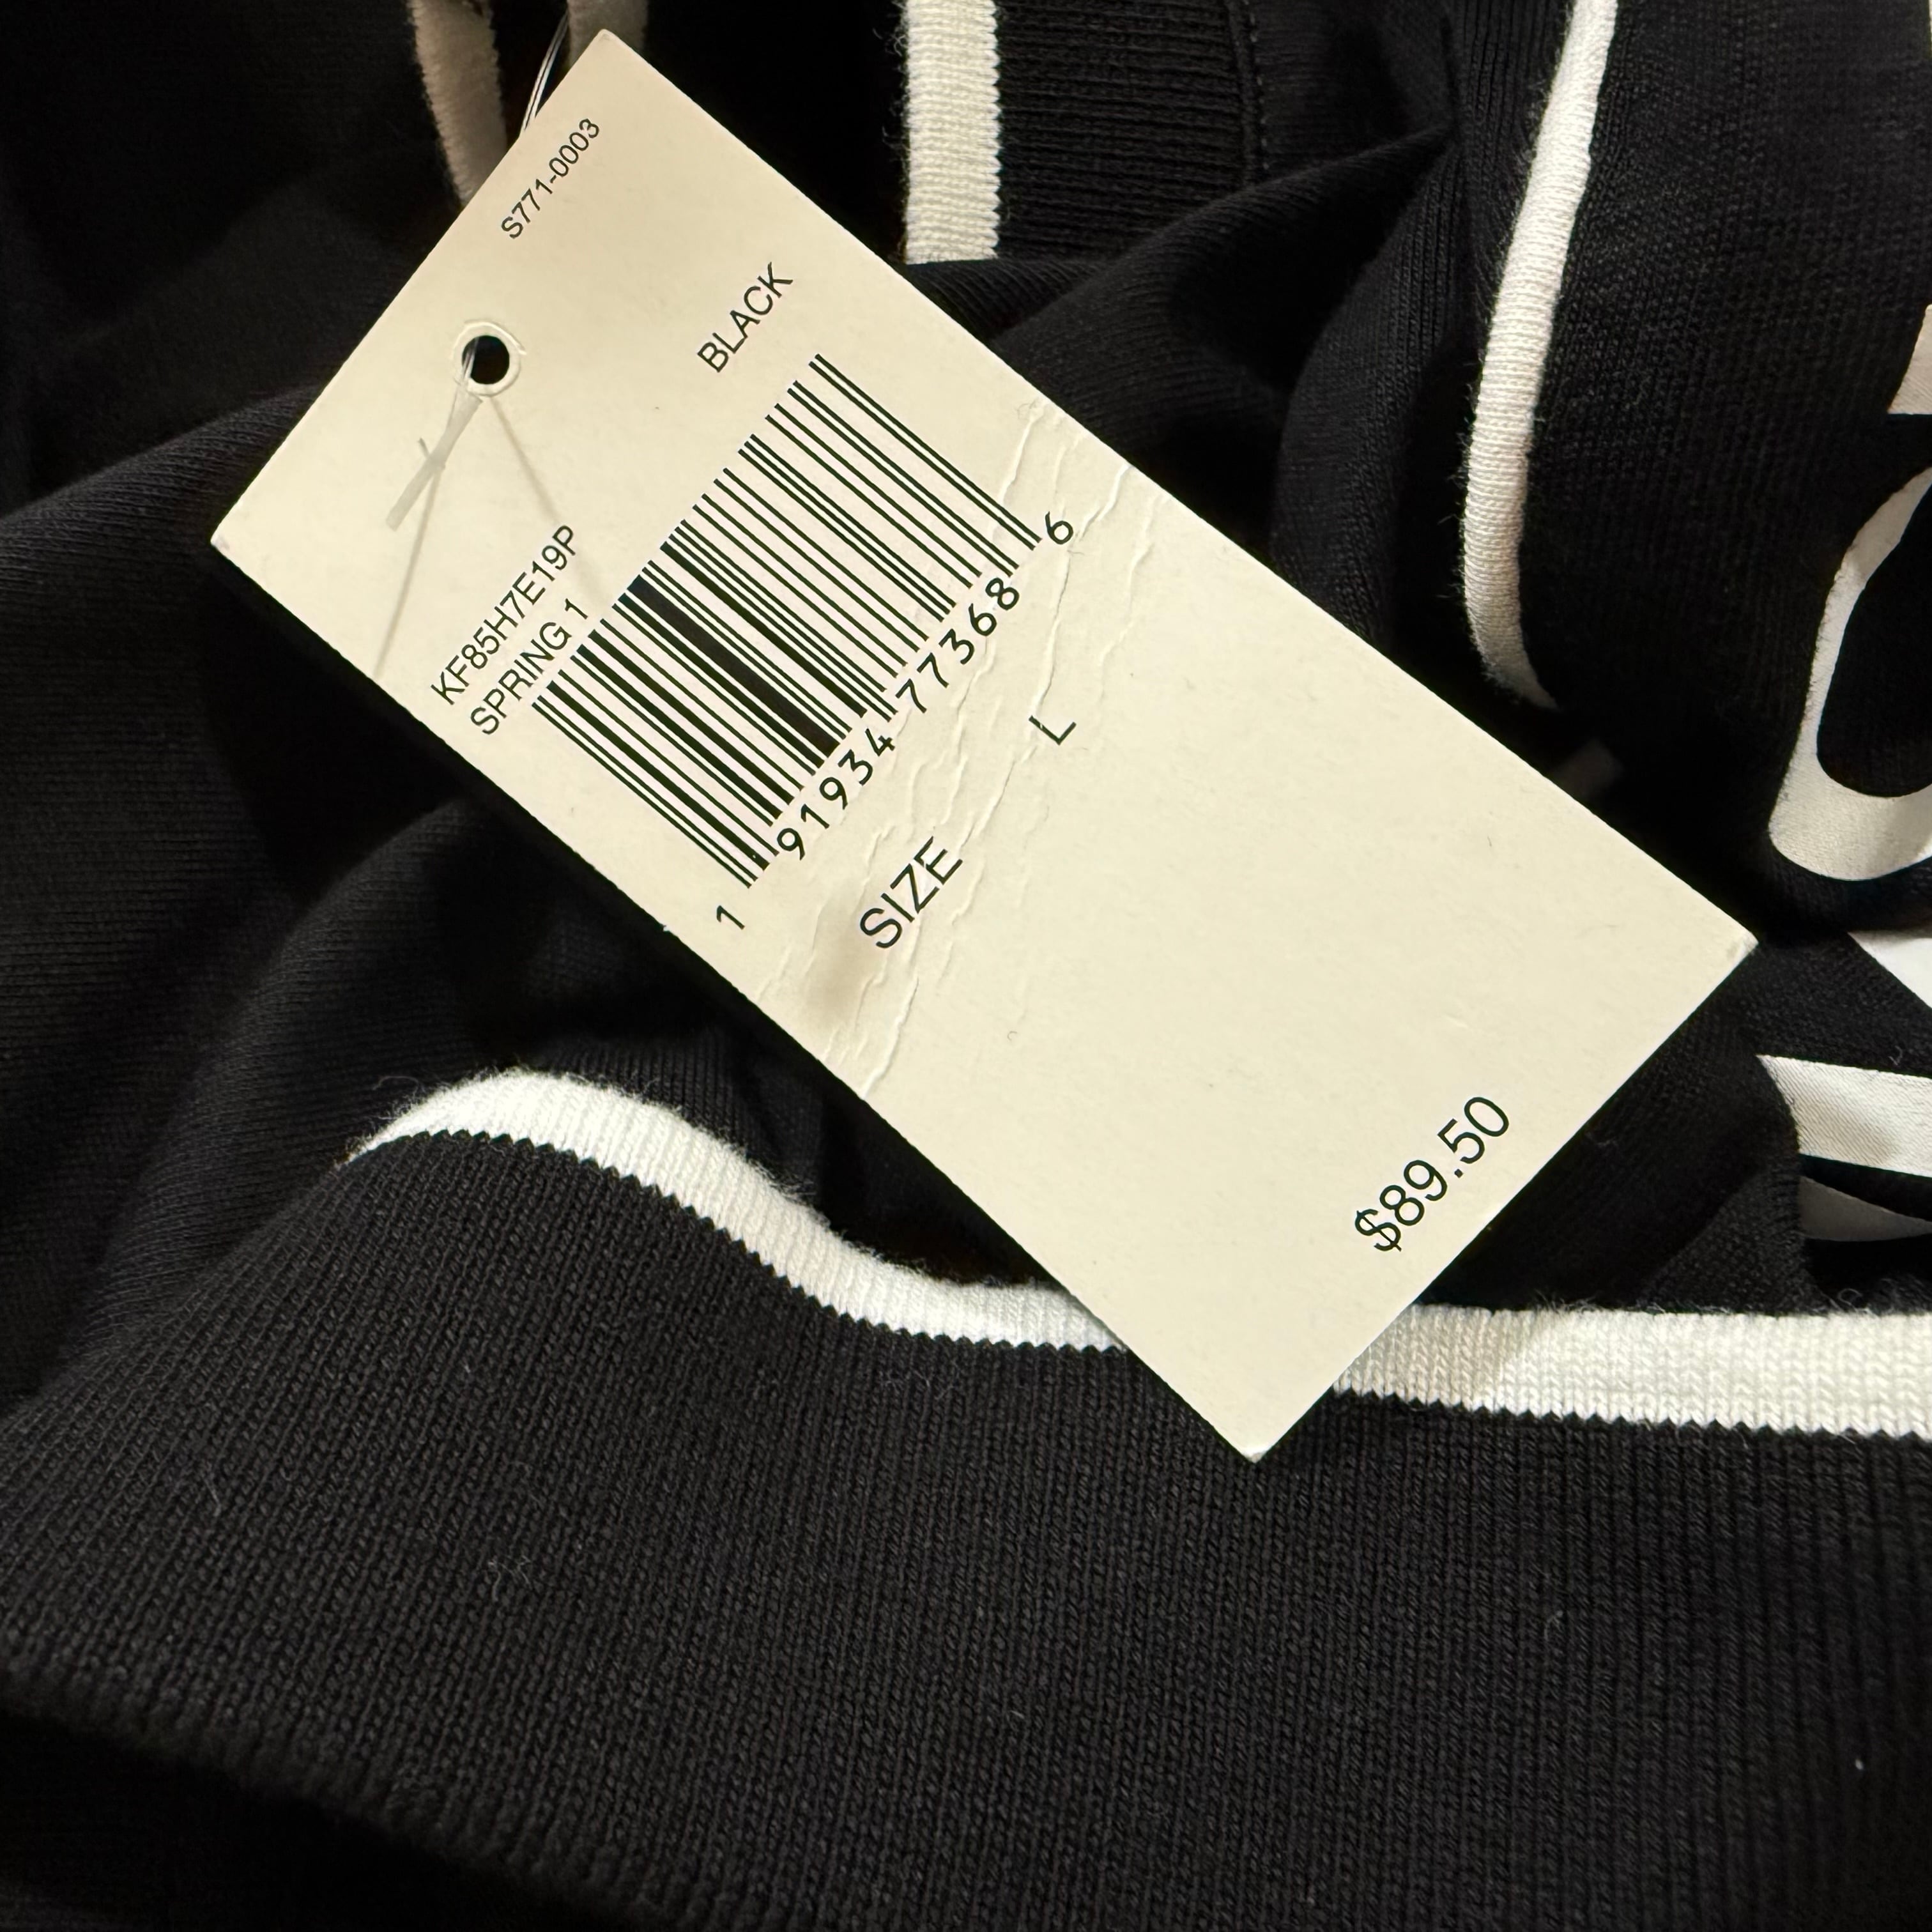 S771-0003
BLACK
KF85H7E19P
SPRING 1
1 91934 77368 6
SIZE L
$89.50